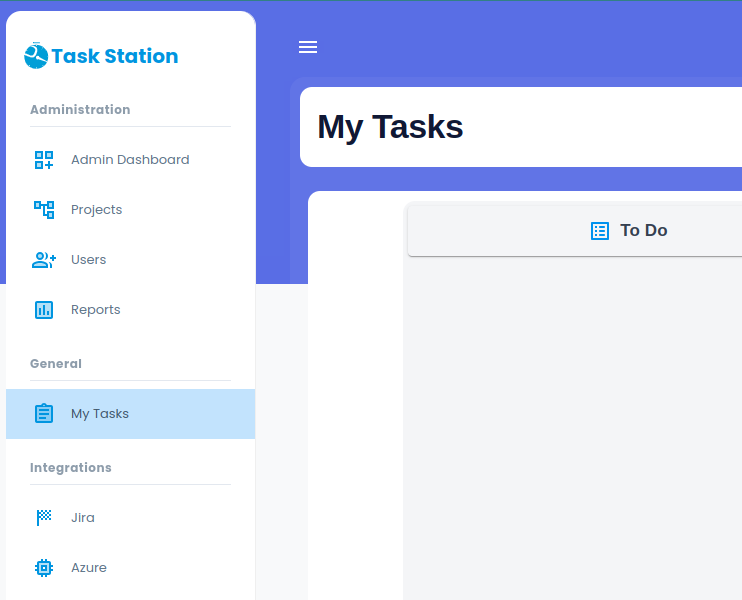 Task Station
Administration
Admin Dashboard
Projects
Users
Reports
General
My Tasks
Integrations
Jira
Azure
My Tasks
To Do